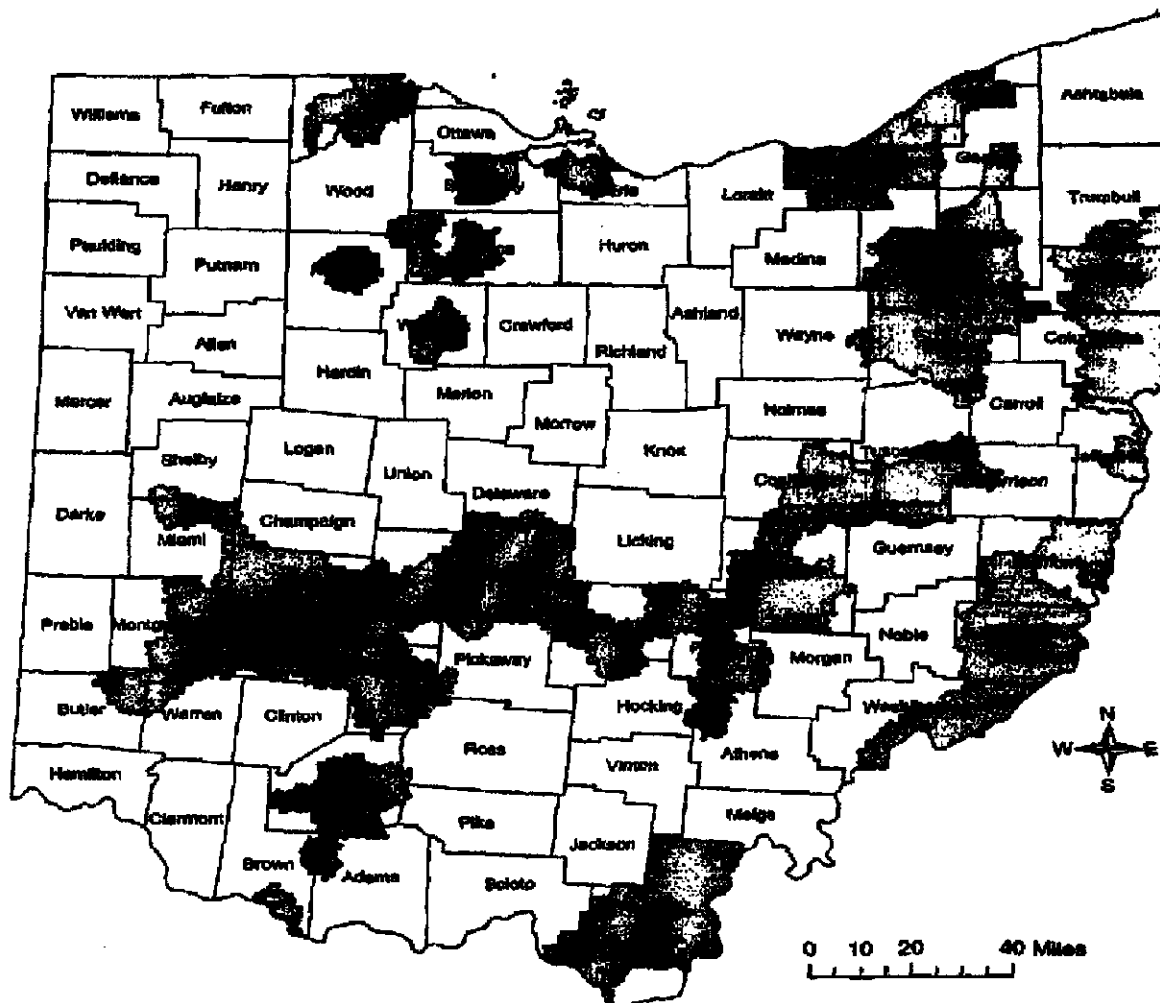 Williams
Fulton
Ashtabula
Ottawa
Defiance
Henry
Wood
Erie
Lorain
Trumbull
Paulding
Putnam
Huron
Medina
Van Wert
Allen
Crawford
Ashland
Richland
Wayne
Hardin
Mercer
Auglaize
Marion
Morrow
Holmes
Carroll
Logan
Shelby
Union
Knox
Delaware
Darke
Champaign
Miami
Licking
Guernsey
Preble
Noble
Pickaway
Morgan
Butler
Warren
Clinton
Hocking
N
W E
S
Ross
Athens
Hamilton
Vinton
Clermont
Pike
Meigs
Jackson
Brown
Adams
Scioto
0 10 20 40 Miles